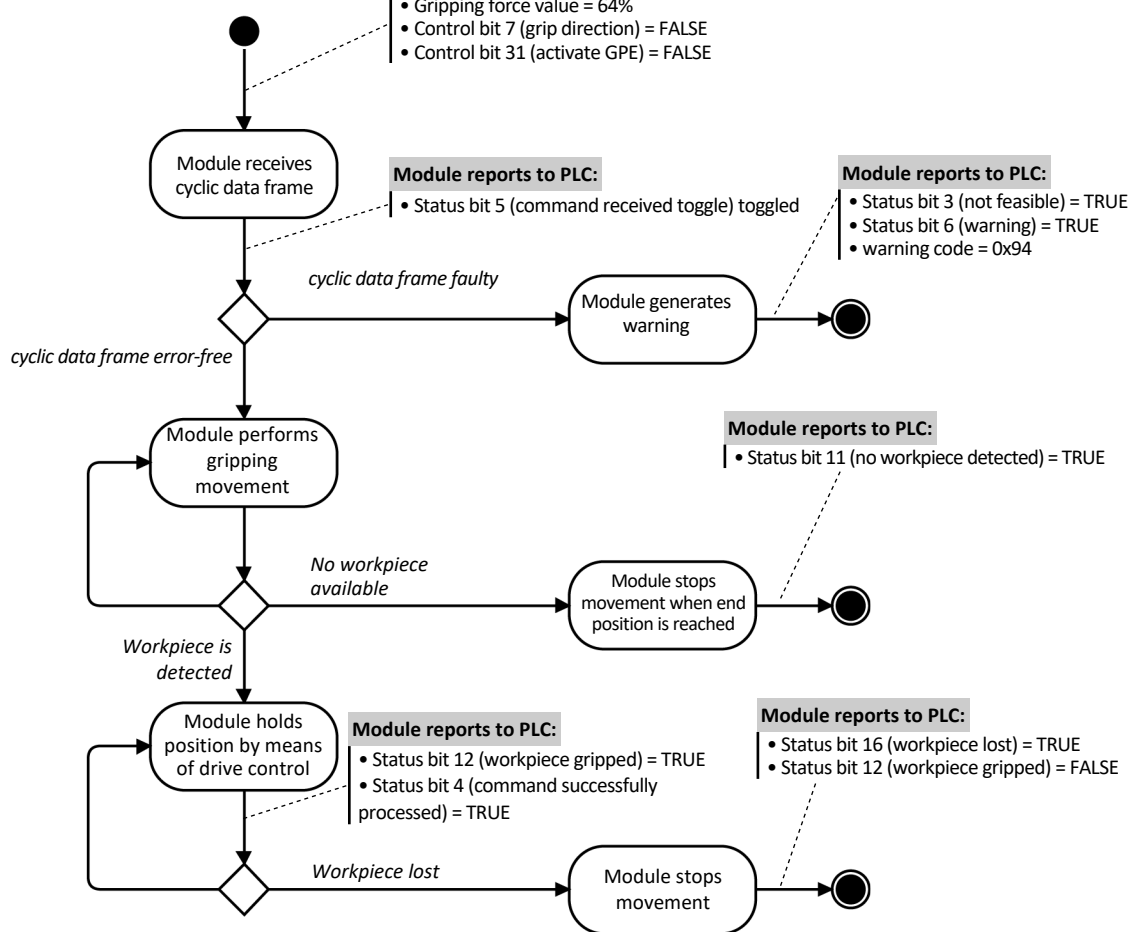 • Gripping force value = 64%
• Control bit 7 (grip direction) = FALSE
• Control bit 31 (activate GPE) = FALSE
Module receives
cyclic data frame
Module reports to PLC:
• Status bit 5 (command received toggle) toggled
Module reports to PLC:
• Status bit 3 (not feasible) = TRUE
• Status bit 6 (warning) = TRUE
• warning code = 0x94
cyclic data frame faulty
Module generates
warning
cyclic data frame error-free
Module performs
gripping
movement
Module reports to PLC:
• Status bit 11 (no workpiece detected) = TRUE
No workpiece
available
Module stops
movement when end
position is reached
Workpiece is
detected
Module holds
position by means
of drive control
Module reports to PLC:
• Status bit 12 (workpiece gripped) = TRUE
• Status bit 4 (command successfully
processed) = TRUE
Module reports to PLC:
• Status bit 16 (workpiece lost) = TRUE
• Status bit 12 (workpiece gripped) = FALSE
Workpiece lost
Module stops
movement